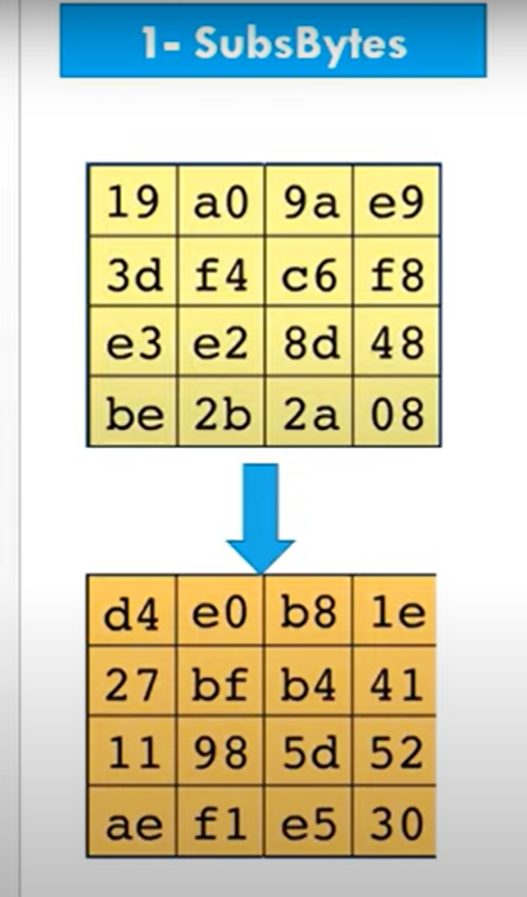 1- SubsBytes
19 a0 9a e9
3d f4 c6 f8
e3 e2 8d 48
be 2b 2a 08
d4 e0 b8 1e
27 bf b4 41
11 98 5d 52
ae f1 e5 30